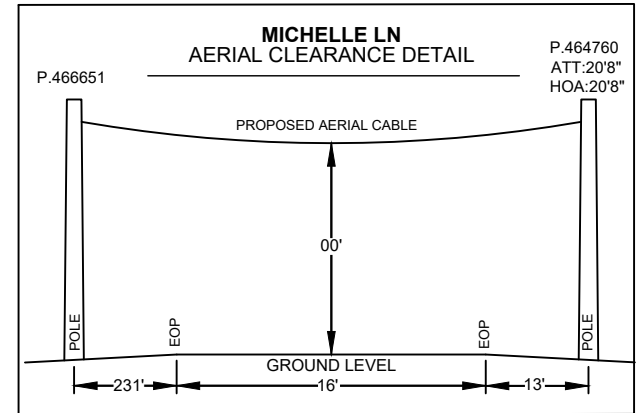 MICHELLE LN
AERIAL CLEARANCE DETAIL
P.466651
P.464760
ATT:20'8"
HOA:20'8"
PROPOSED AERIAL CABLE
00'
POLE
EOP
EOP
POLE
GROUND LEVEL
231'
16'
13'